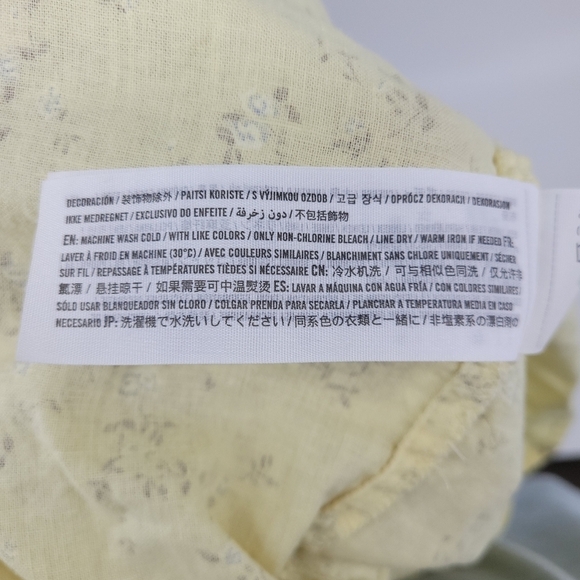 DECORACIÓN / 装飾物除外 / PAITSI KORISTE / S VÝJIMKOU OZDOB / 고급 장식 / OPRÓCZ DEKORACJI / DEKORASJON
IKKE MEDREGNET / EXCLUSIVO DO ENFEITE / دون زخرفة / 不包括飾物
EN: MACHINE WASH COLD / WITH LIKE COLORS / ONLY NON-CHLORINE BLEACH / LINE DRY / WARM IRON IF NEEDED FR:
LAVER À FROID EN MACHINE (30°C) / AVEC COULEURS SIMILAIRES / BLANCHIMENT SANS CHLORE UNIQUEMENT / SÉCHER
SUR FIL / REPASSAGE À TEMPÉRATURES TIÈDES SI NÉCESSAIRE CN: 冷水机洗 / 可与相似色同洗 / 仅允许非
氯漂 / 悬挂晾干 / 如果需要可中温熨烫 ES: LAVAR A MÁQUINA CON AGUA FRÍA / CON COLORES SIMILARES
SÓLO USAR BLANQUEADOR SIN CLORO / COLGAR PRENDA PARA SECARLA / PLANCHAR A TEMPERATURA MEDIA EN CASO
NECESARIO JP: 洗濯機で水洗いしてください / 同系色の衣類と一緒に / 非塩素系の漂白剤の